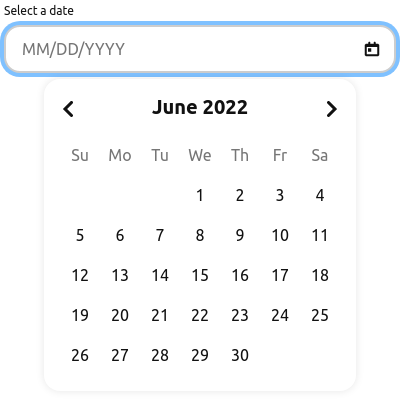 Select a date
MM/DD/YYYY
June 2022
Su Mo Tu We Th Fr Sa
1 2 3 4
5 6 7 8 9 10 11
12 13 14 15 16 17 18
19 20 21 22 23 24 25
26 27 28 29 30